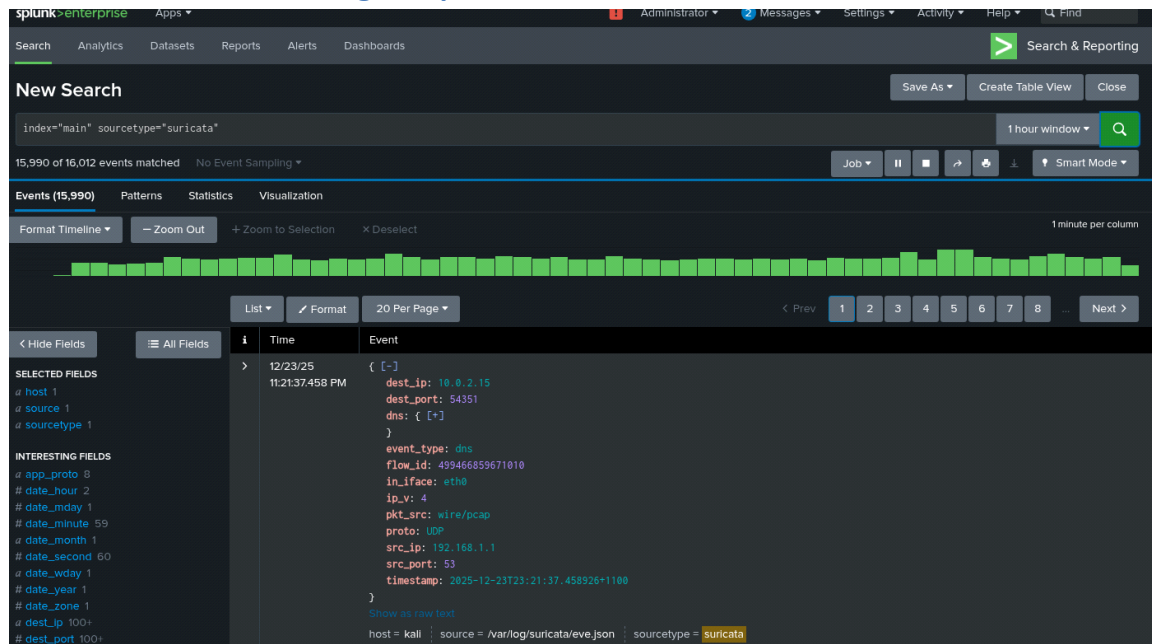 splunk>enterprise Apps ▾ ! Administrator ▾ 2 Messages ▾ Settings ▾ Activity ▾ Help ▾ Find
Search Analytics Datasets Reports Alerts Dashboards > Search & Reporting
New Search Save As ▾ Create Table View Close
index="main" sourcetype="suricata" 1 hour window ▾
15,990 of 16,012 events matched No Event Sampling ▾ Job ▾ Smart Mode ▾
Events (15,990) Patterns Statistics Visualization
Format Timeline ▾ — Zoom Out + Zoom to Selection × Deselect 1 minute per column
List ▾ Format 20 Per Page ▾ < Prev 1 2 3 4 5 6 7 8 ... Next >
< Hide Fields All Fields i Time Event
SELECTED FIELDS
a host 1
a source 1
a sourcetype 1
INTERESTING FIELDS
a app_proto 8
# date_hour 2
# date_mday 1
# date_minute 59
a date_month 1
# date_second 60
a date_wday 1
# date_year 1
# date_zone 1
a dest_ip 100+
# dest_port 100+
> 12/23/25
11:21:37.458 PM
{ [-]
dest_ip: 10.0.2.15
dest_port: 54351
dns: { [+]
}
event_type: dns
flow_id: 499466859671010
in_iface: eth0
ip_v: 4
pkt_src: wire/pcap
proto: UDP
src_ip: 192.168.1.1
src_port: 53
timestamp: 2025-12-23T23:21:37.458926+1100
}
Show as raw text
host = kali source = /var/log/suricata/eve.json sourcetype = suricata